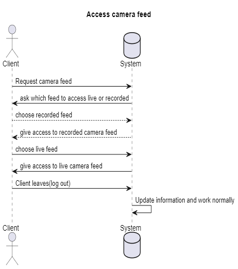 Access camera feed
Client
System
Request camera feed
ask which feed to access live or recorded
choose recorded feed
give access to recorded camera feed
choose live feed
give access to live camera feed
Client leaves(log out)
Update information and work normally
Client
System